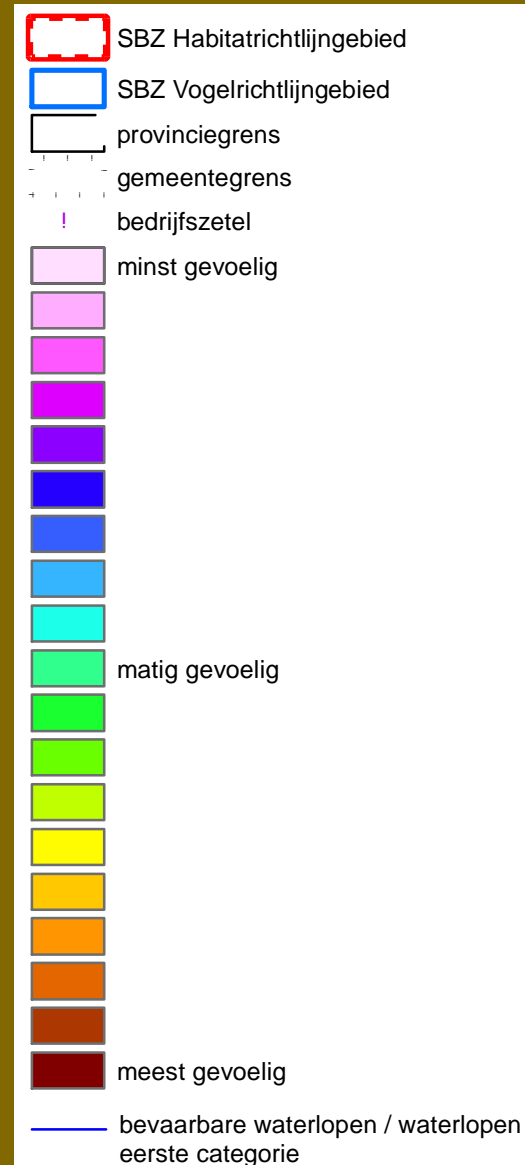 SBZ Habitatrichtlijngebied
SBZ Vogelrichtlijngebied
provinciegrens
gemeentegrens
! bedrijfszetel
minst gevoelig
matig gevoelig
meest gevoelig
bevaarbare waterlopen / waterlopen
eerste categorie